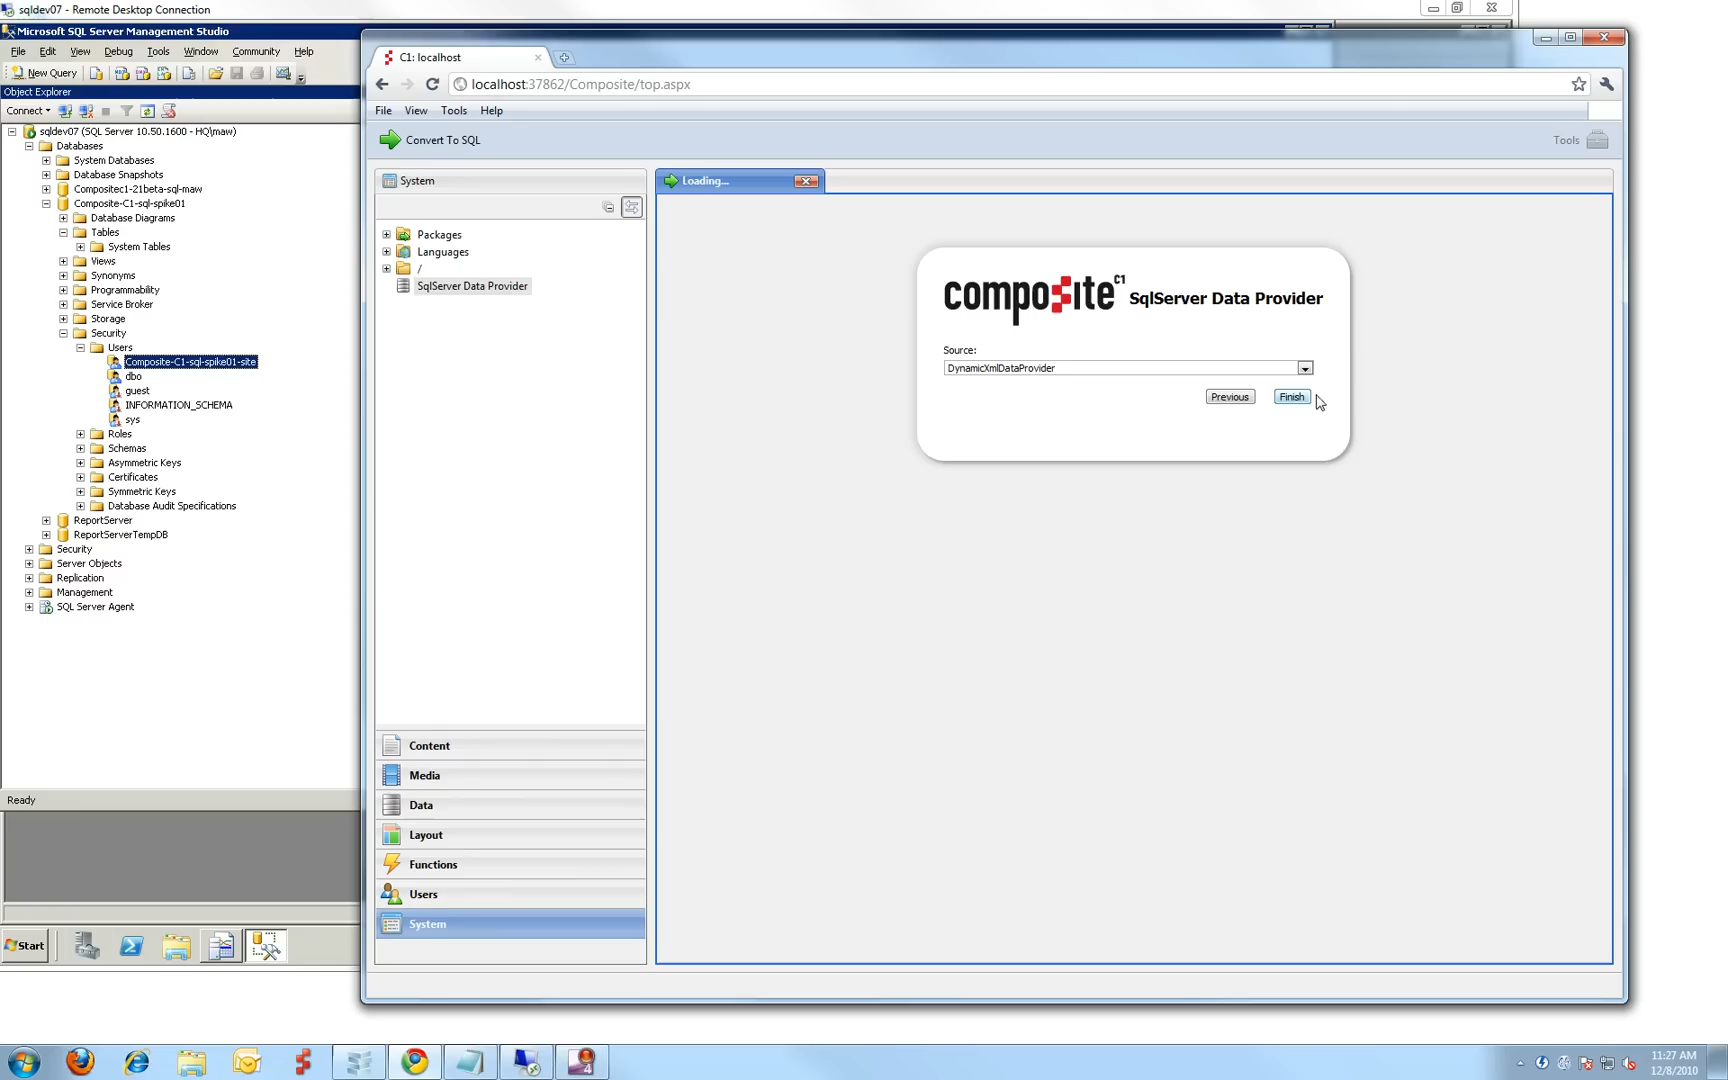 sqldev07 - Remote Desktop Connection
Microsoft SQL Server Management Studio
File Edit View Debug Tools Window Community Help
New Query
Object Explorer
Connect
sqldev07 (SQL Server 10.50.1600 - HQ\maw)
Databases
System Databases
Database Snapshots
Compositec1-21beta-sql-maw
Composite-C1-sql-spike01
Database Diagrams
Tables
System Tables
Views
Synonyms
Programmability
Service Broker
Storage
Security
Users
Composite-C1-sql-spike01-site
dbo
guest
INFORMATION_SCHEMA
sys
Roles
Schemas
Asymmetric Keys
Certificates
Symmetric Keys
Database Audit Specifications
ReportServer
ReportServerTempDB
Security
Server Objects
Replication
Management
SQL Server Agent
Ready
Start
C1: localhost
localhost:37862/Composite/top.aspx
File View Tools Help
Convert To SQL
Tools
System
Packages
Languages
/
SqlServer Data Provider
Content
Media
Data
Layout
Functions
Users
System
Loading...
composite C1 SqlServer Data Provider
Source:
DynamicXmlDataProvider
Previous Finish
4
11:27 AM
12/8/2010